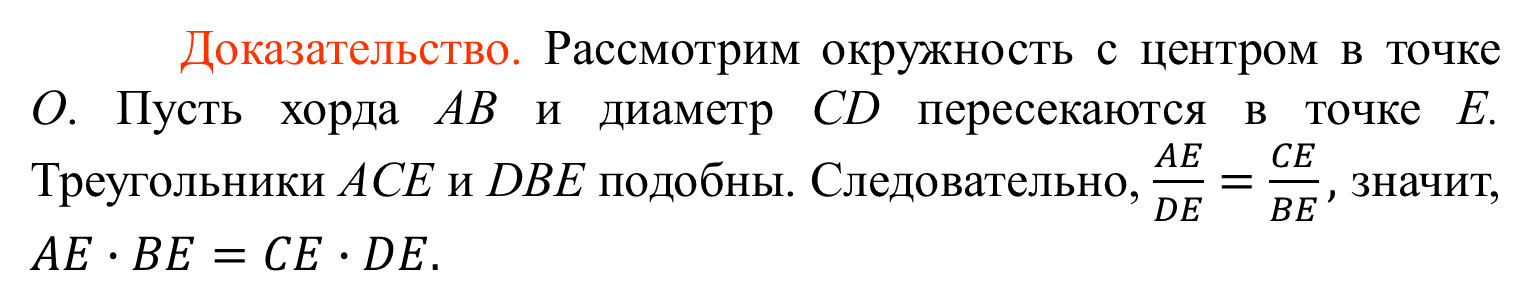 Доказательство. Рассмотрим окружность с центром в точке
O. Пусть хорда AB и диаметр CD пересекаются в точке E.
Треугольники ACE и DBE подобны. Следовательно, AE/DE = CE/BE, значит,
AE · BE = CE · DE.